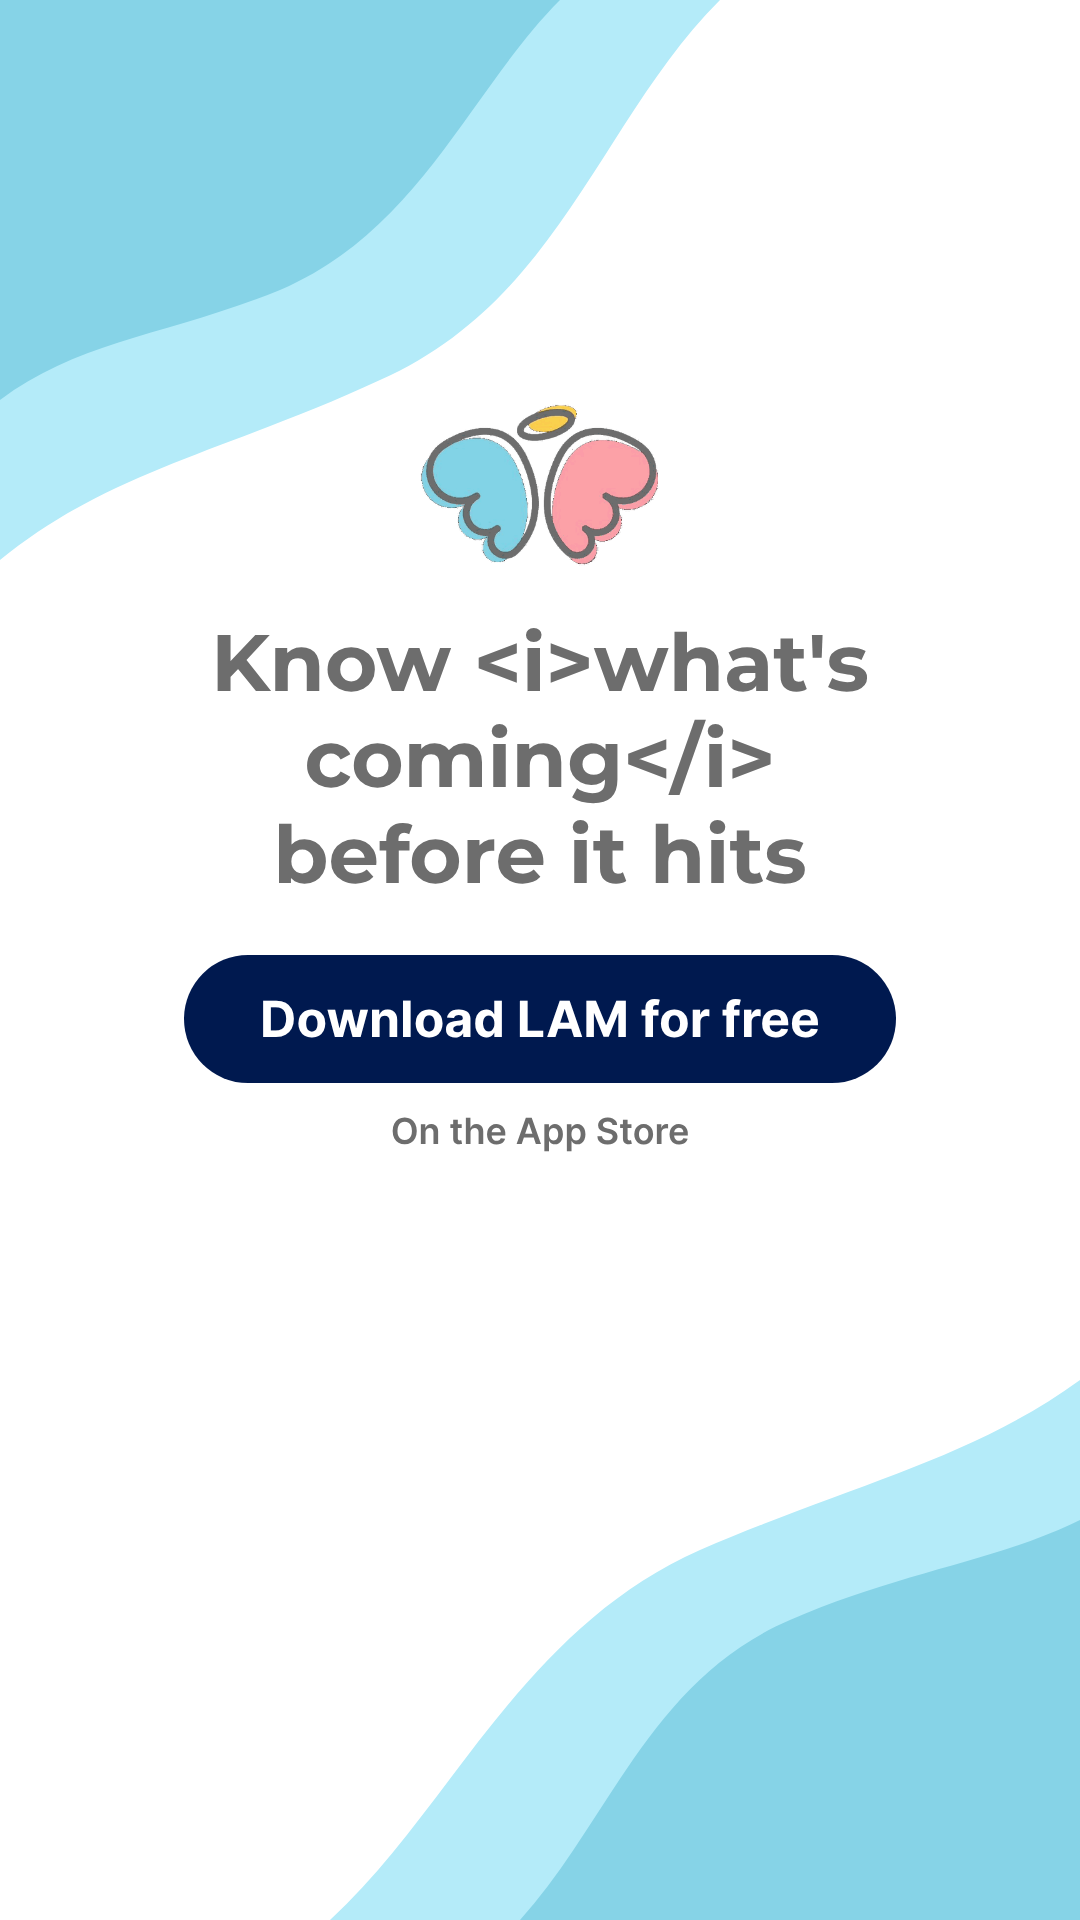 Know <i>what's
coming</i>
before it hits
Download LAM for free
On the App Store